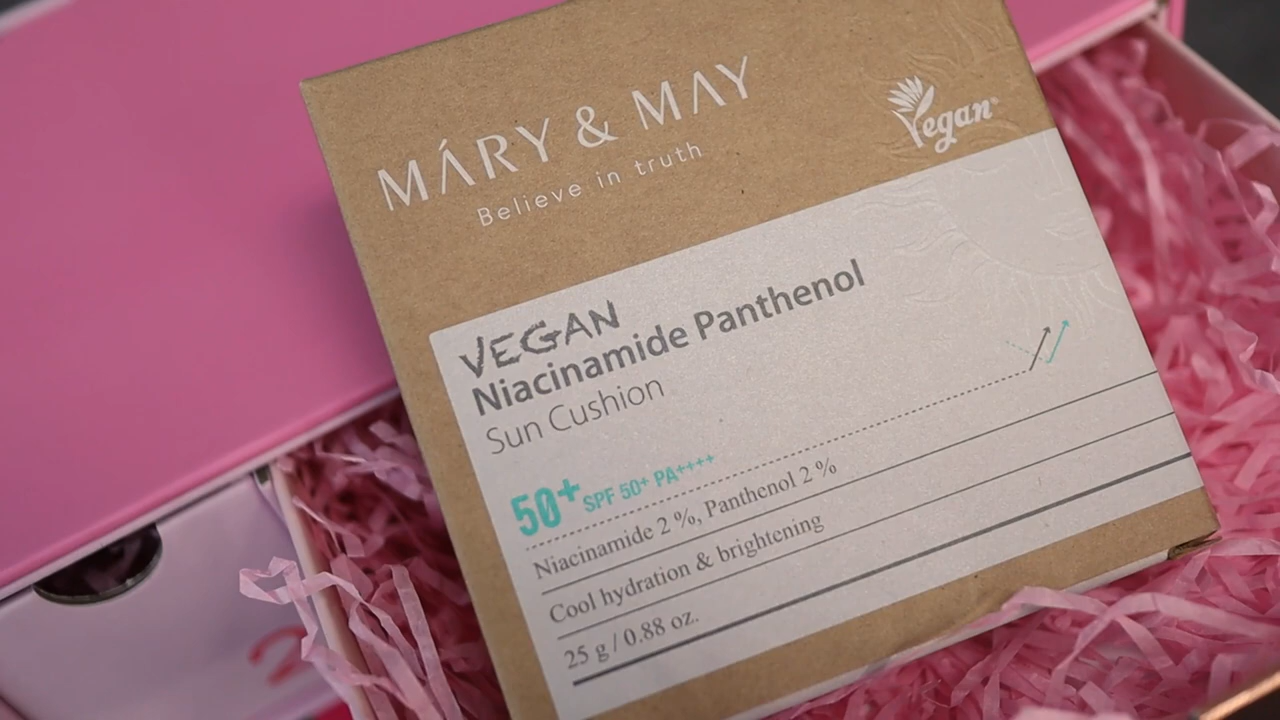 MÁRY & MAY
Believe in truth
Vegan
VEGAN
Niacinamide Panthenol
Sun Cushion
50+ SPF 50+ PA++++
Niacinamide 2 %, Panthenol 2 %
Cool hydration & brightening
25 g / 0.88 oz.